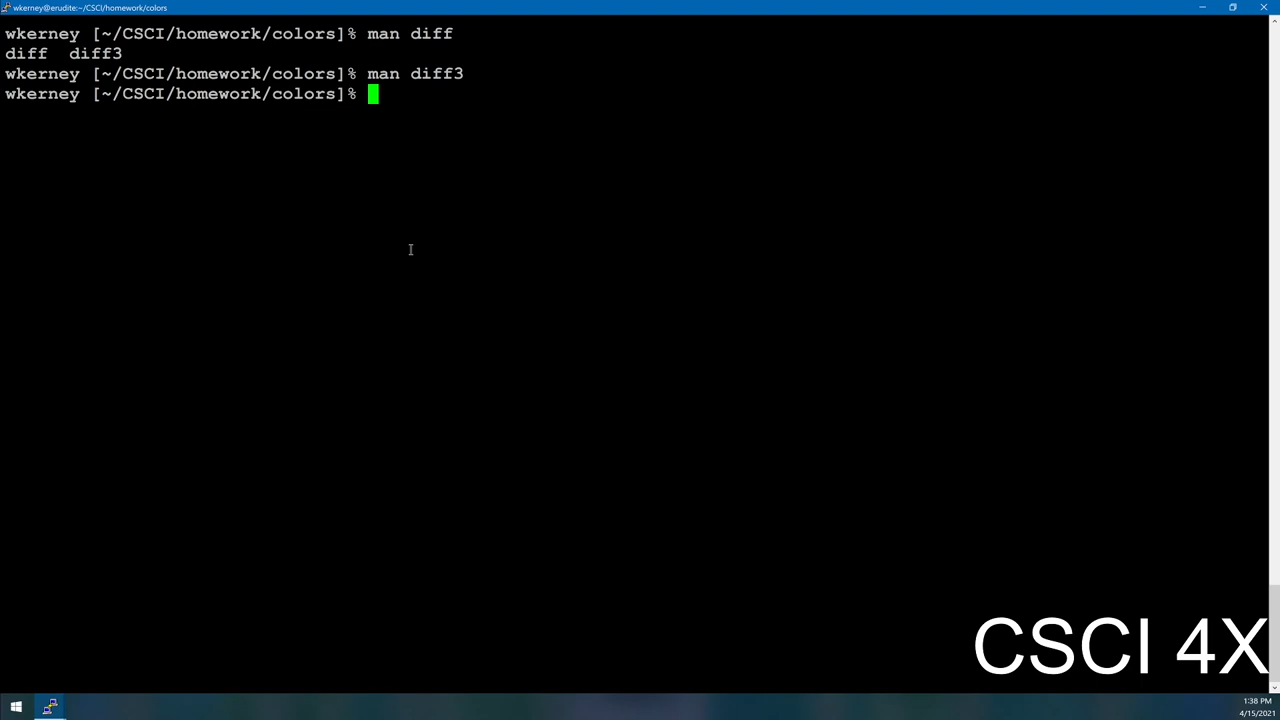 wkerney@erudite:~/CSCI/homework/colors
wkerney [~/CSCI/homework/colors]% man diff
diff  diff3
wkerney [~/CSCI/homework/colors]% man diff3
wkerney [~/CSCI/homework/colors]%
CSCI 4X
1:38 PM
4/15/2021